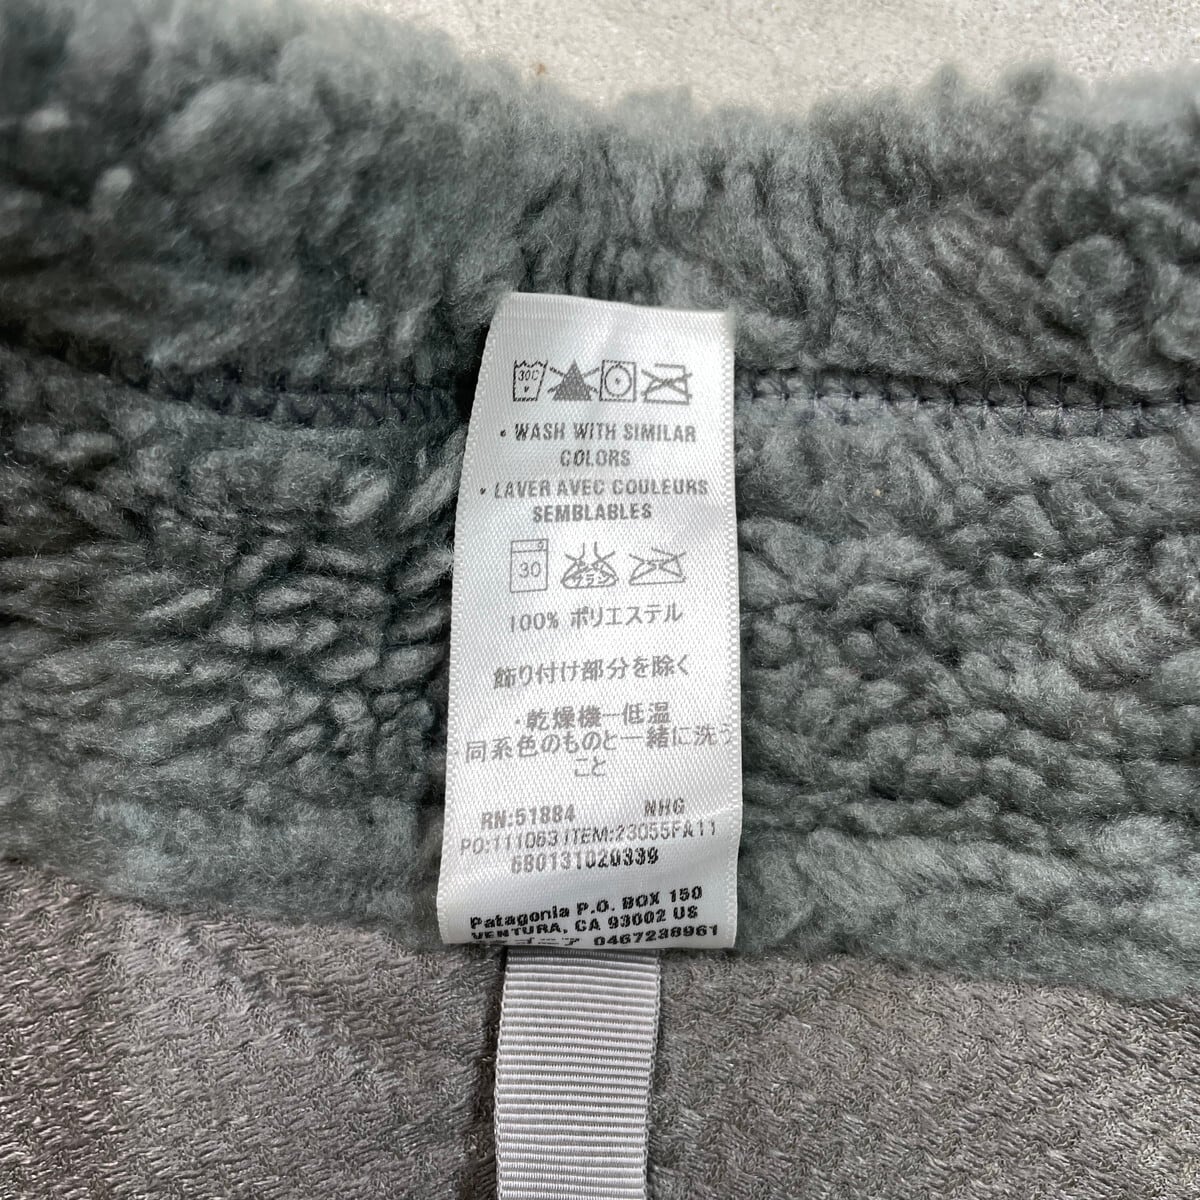 30C
• WASH WITH SIMILAR
COLORS
• LAVER AVEC COULEURS
SEMBLABLES
30
100% ポリエステル
飾り付け部分を除く
・乾燥機一低温
同系色のものと一緒に洗う
こと
RN:51884 NHG
PO:111063 ITEM:23055FA11
680131020339
Patagonia P.O. BOX 150
VENTURA, CA 93002 US
0467238961